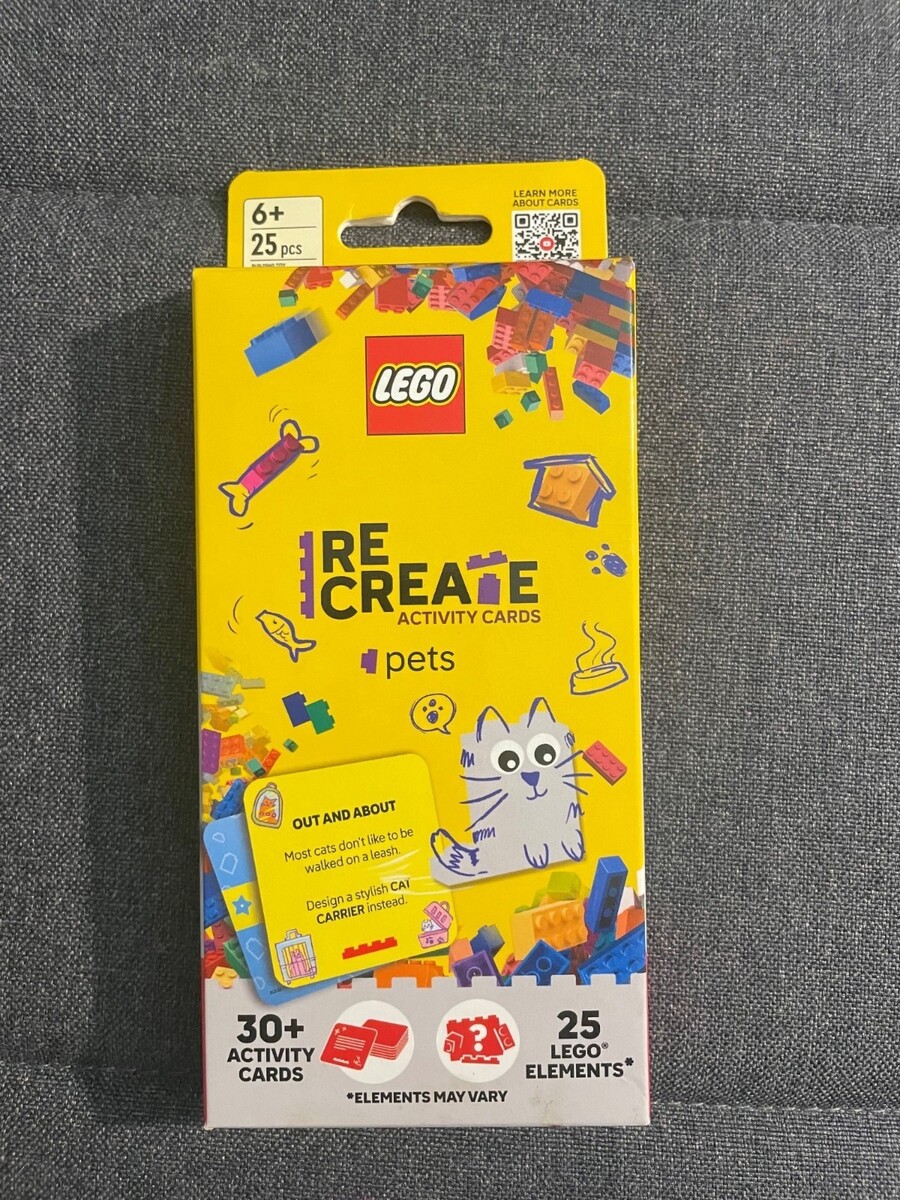 6+
25 pcs
LEARN MORE
ABOUT CARDS
LEGO
RE
CREATE
ACTIVITY CARDS
pets
OUT AND ABOUT
Most cats don't like to be
walked on a leash.
Design a stylish CAT
CARRIER instead.
30+
ACTIVITY
CARDS
?
25
LEGO®
ELEMENTS*
*ELEMENTS MAY VARY